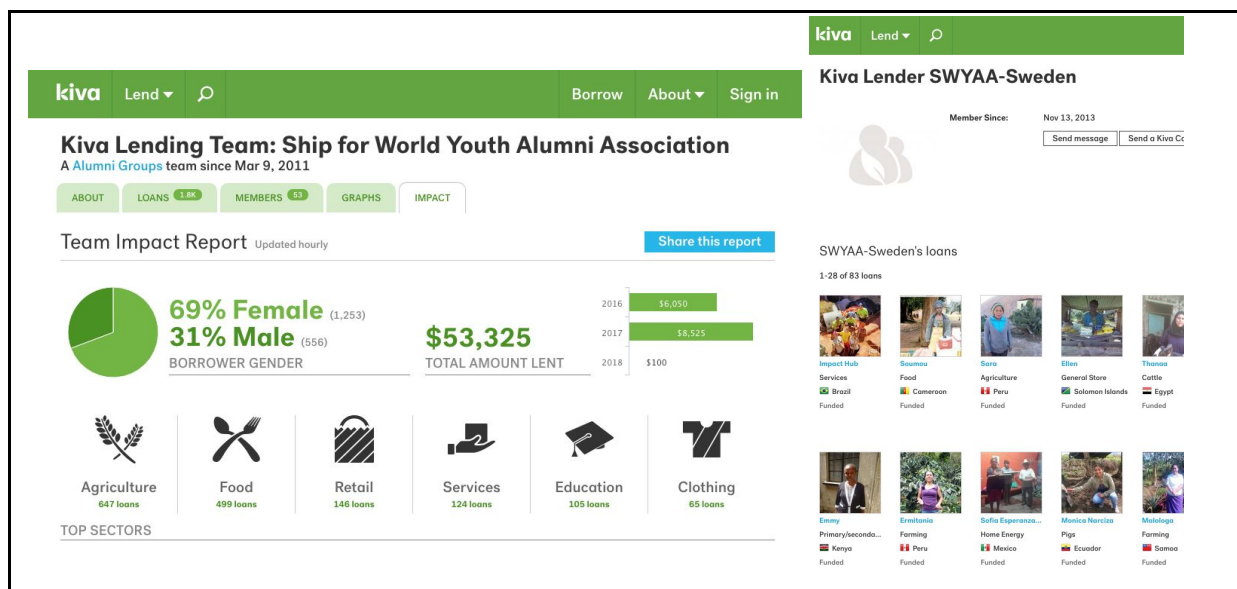 kiva Lend Borrow About Sign in
Kiva Lending Team: Ship for World Youth Alumni Association
A Alumni Groups team since Mar 9, 2011
ABOUT LOANS 1.8K MEMBERS 53 GRAPHS IMPACT
Team Impact Report Updated hourly Share this report
69% Female (1,253)
31% Male (556)
BORROWER GENDER
$53,325
TOTAL AMOUNT LENT
2016 $6,050
2017 $8,525
2018 $100
Agriculture Food Retail Services Education Clothing
647 loans 499 loans 146 loans 124 loans 105 loans 65 loans
TOP SECTORS
kiva Lend
Kiva Lender SWYAA-Sweden
Member Since: Nov 13, 2013
Send message Send a Kiva Ca
SWYAA-Sweden's loans
1-28 of 83 loans
Impact Hub Soumou Sara Ellen Thanaa
Services Food Agriculture General Store Cattle
Brazil Cameroon Peru Solomon Islands Egypt
Funded Funded Funded Funded Funded
Emmy Ermitania Sofia Esperanza... Monica Narciza Malologa
Primary/seconda... Farming Home Energy Pigs Farming
Kenya Peru Mexico Ecuador Samoa
Funded Funded Funded Funded Funded